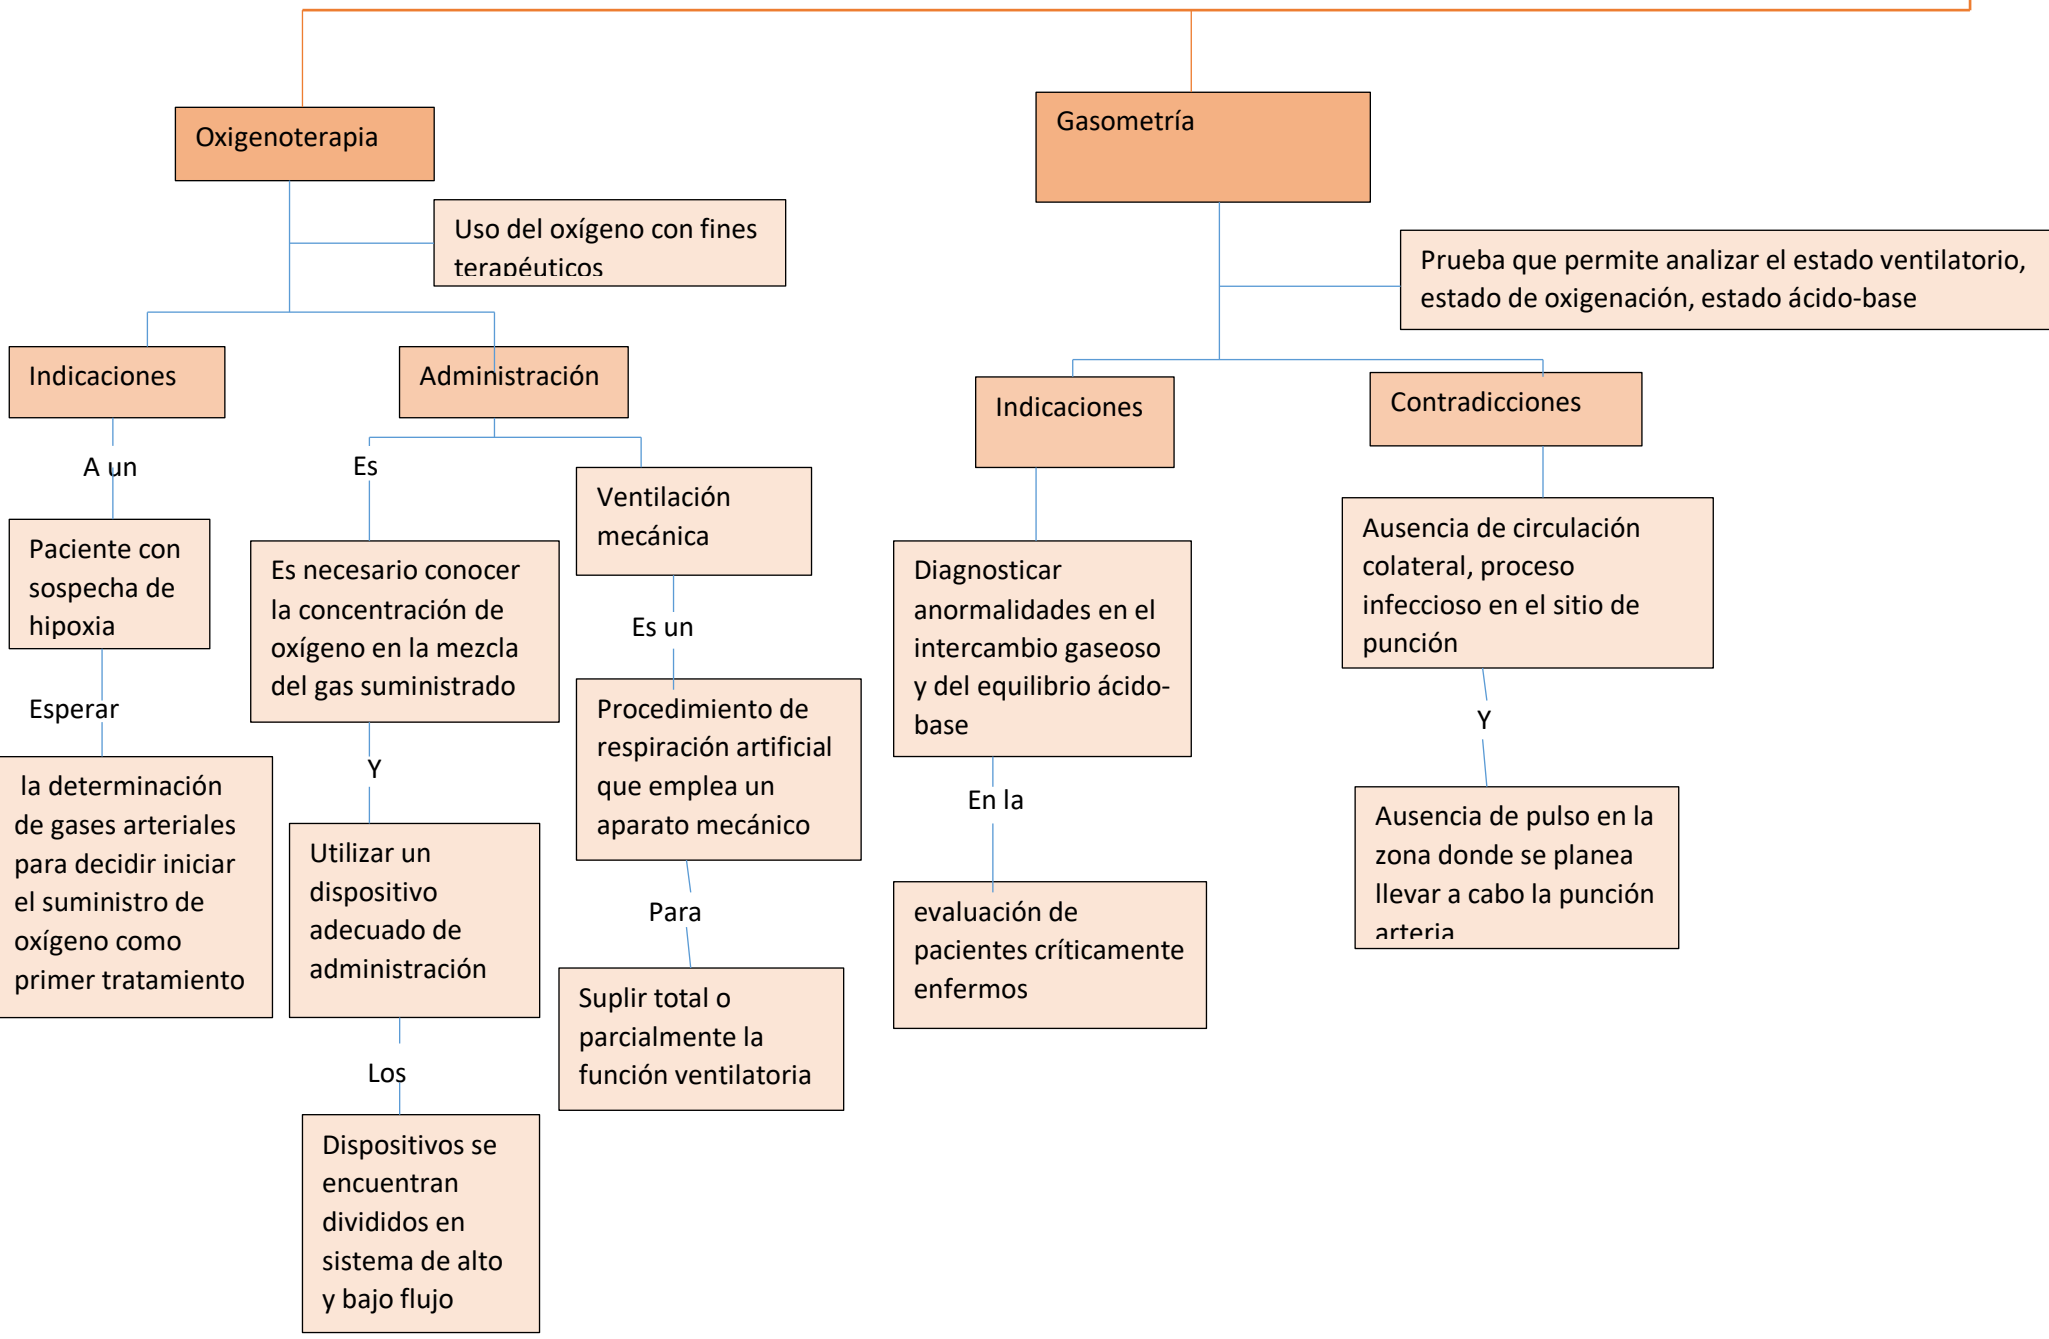 Oxigenoterapia
Uso del oxígeno con fines
terapéuticos
Indicaciones
A un
Paciente con
sospecha de
hipoxia
Esperar
la determinación
de gases arteriales
para decidir iniciar
el suministro de
oxígeno como
primer tratamiento
Administración
Es
Es necesario conocer
la concentración de
oxígeno en la mezcla
del gas suministrado
Y
Utilizar un
dispositivo
adecuado de
administración
Los
Dispositivos se
encuentran
divididos en
sistema de alto
y bajo flujo
Ventilación
mecánica
Es un
Procedimiento de
respiración artificial
que emplea un
aparato mecánico
Para
Suplir total o
parcialmente la
función ventilatoria
Gasometría
Prueba que permite analizar el estado ventilatorio,
estado de oxigenación, estado ácido-base
Indicaciones
Diagnosticar
anormalidades en el
intercambio gaseoso
y del equilibrio ácido-
base
En la
evaluación de
pacientes críticamente
enfermos
Contradicciones
Ausencia de circulación
colateral, proceso
infeccioso en el sitio de
punción
Y
Ausencia de pulso en la
zona donde se planea
llevar a cabo la punción
arteria